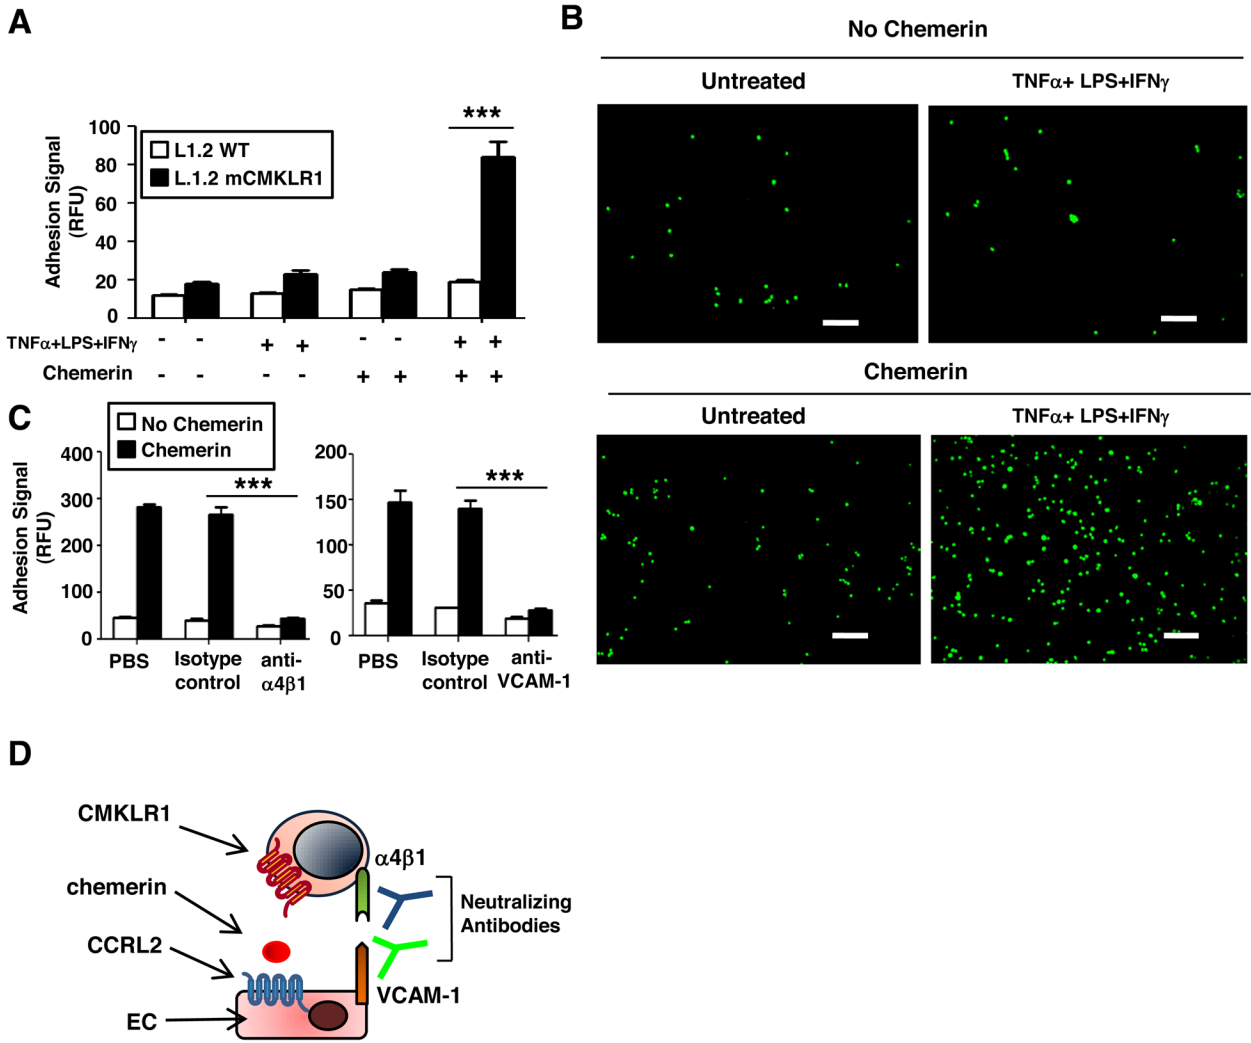 A
Adhesion Signal
(RFU)
100
80
60
40
20
0
L1.2 WT
L.1.2 mCMKLR1
***
TNFα+LPS+IFNγ - - + + - - + +
Chemerin - - - - + + + +
B
No Chemerin
Untreated TNFα+ LPS+IFNγ
Chemerin
Untreated TNFα+ LPS+IFNγ
C
No Chemerin
Chemerin
Adhesion Signal
(RFU)
400
300
200
100
0
***
PBS Isotype control anti-α4β1
200
150
100
50
0
***
PBS Isotype control anti-VCAM-1
D
CMKLR1
chemerin
CCRL2
EC
α4β1
Neutralizing
Antibodies
VCAM-1